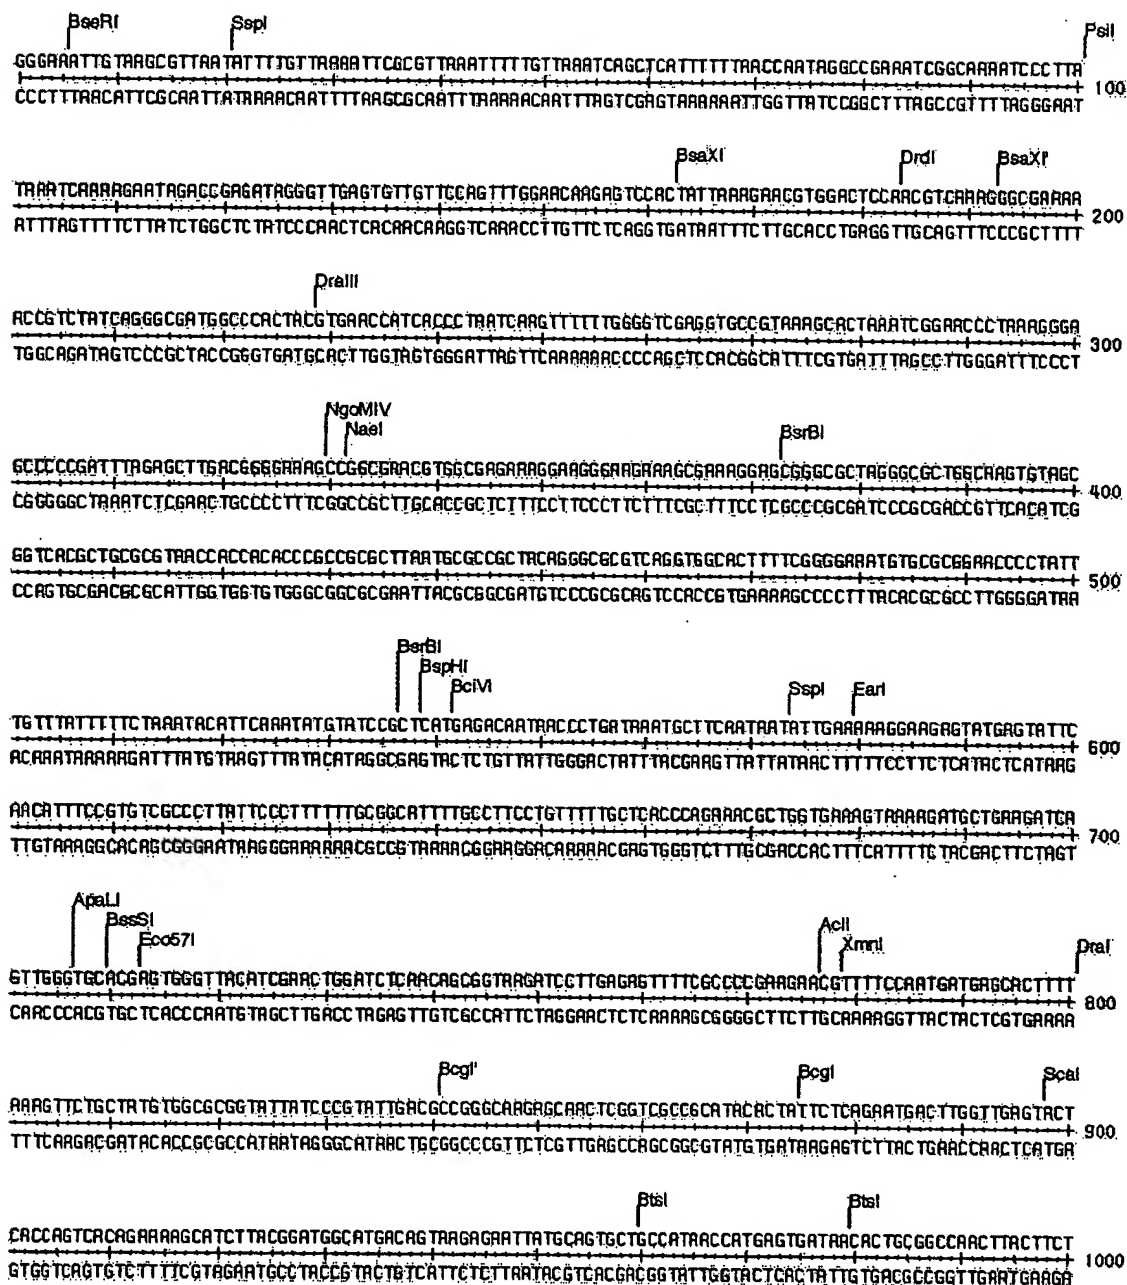 BseRI SspI PsiI
GGGAAATTGTAAGCGTTAATATTTTGTTAAAATTCGCGTTAAATTTTTGTTAAATCAGCTCATTTTTTAACCAATAGGCCGAAATCGGCAAAATCCCTTA
100
CCCTTTAACATTCGCAATTATAAAACAATTTTAAGCGCAATTTAAAAACAATTTAGTCGAGTAAAAAATTGGTTATCCGGCTTTAGCCGTTTTAGGGAAT
BsaXI DrdI BsaXI'
TAAATCAAAAGAATAGACCGAGATAGGGTTGAGTGTTGTTCCAGTTTGGAACAAGAGTCCACTATTAAAGAACGTGGACTCCAACGTCAAAGGGCGAAAA
200
ATTTAGTTTTCTTATCTGGCTCTATCCCAACTCACAACAAGGTCAAACCTTGTTCTCAGGTGATAATTTCTTGCACCTGAGGTTGCAGTTTCCCGCTTTT
DraIII
ACCGTCTATCAGGGCGATGGCCCACTACGTGAACCATCACCCTAATCAAGTTTTTTGGGGTCGAGGTGCCGTAAAGCACTAAATCGGAACCCTAAAGGGA
300
TGGCAGATAGTCCCGCTACCGGGTGATGCACTTGGTAGTGGGATTAGTTCAAAAAACCCCAGCTCCACGGCATTTCGTGATTTAGCCTTGGGATTTCCCT
NgoMIV
NaeI BsrBI
GCCCCCGATTTAGAGCTTGACGGGGAAAGCCGGCGAACGTGGCGAGAAAGGAAGGGAAGAAAGCGAAAGGAGCGGGCGCTAGGGCGCTGGCAAGTGTAGC
400
CGGGGGCTAAATCTCGAACTGCCCCTTTCGGCCGCTTGCACCGCTCTTTCCTTCCCTTCTTTCGCTTTCCTCGCCCGCGATCCCGCGACCGTTCACATCG
GGTCACGCTGCGCGTAACCACCACACCCGCCGCGCTTAATGCGCCGCTACAGGGCGCGTCAGGTGGCACTTTTCGGGGAAATGTGCGCGGAACCCCTATT
500
CCAGTGCGACGCGCATTGGTGGTGTGGGCGGCGCGAATTACGCGGCGATGTCCCGCGCAGTCCACCGTGAAAAGCCCCTTTACACGCGCCTTGGGGATAA
BsrBI
BspHI
BciVI SspI EarI
TGTTTATTTTTCTAAATACATTCAAATATGTATCCGCTCATGAGACAATAACCCTGATAAATGCTTCAATAATATTGAAAAAGGAAGAGTATGAGTATTC
600
ACAAATAAAAAGATTTATGTAAGTTTATACATAGGCGAGTACTCTGTTATTGGGACTATTTACGAAGTTATTATAACTTTTTCCTTCTCATACTCATAAG
AACATTTCCGTGTCGCCCTTATTCCCTTTTTTGCGGCATTTTGCCTTCCTGTTTTTGCTCACCCAGAAACGCTGGTGAAAGTAAAAGATGCTGAAGATCA
700
TTGTAAAGGCACAGCGGGAATAAGGGAAAAAACGCCGTAAAACGGAAGGACAAAAACGAGTGGGTCTTTGCGACCACTTTCATTTTCTACGACTTCTAGT
ApaLI
BssSI AclI
Eco57I XmnI DraI
GTTGGGTGCACGAGTGGGTTACATCGAACTGGATCTCAACAGCGGTAAGATCCTTGAGAGTTTTCGCCCCGAAGAACGTTTTCCAATGATGAGCACTTTT
800
CAACCCACGTGCTCACCCAATGTAGCTTGACCTAGAGTTGTCGCCATTCTAGGAACTCTCAAAAGCGGGGCTTCTTGCAAAAGGTTACTACTCGTGAAAA
BcgI' BcgI ScaI
AAAGTTCTGCTATGTGGCGCGGTATTATCCCGTATTGACGCCGGGCAAGAGCAACTCGGTCGCCGCATACACTATTCTCAGAATGACTTGGTTGAGTACT
900
TTTCAAGACGATACACCGCGCCATAATAGGGCATAACTGCGGCCCGTTCTCGTTGAGCCAGCGGCGTATGTGATAAGAGTCTTACTGAACCAACTCATGA
BtsI BtsI
CACCAGTCACAGAAAAGCATCTTACGGATGGCATGACAGTAAGAGAATTATGCAGTGCTGCCATAACCATGAGTGATAACACTGCGGCCAACTTACTTCT
1000
GTGGTCAGTGTCTTTTCGTAGAATGCCTACCGTACTGTCATTCTCTTAATACGTCACGACGGTATTGGTACTCACTATTGTGACGCCGGTTGAATGAAGA